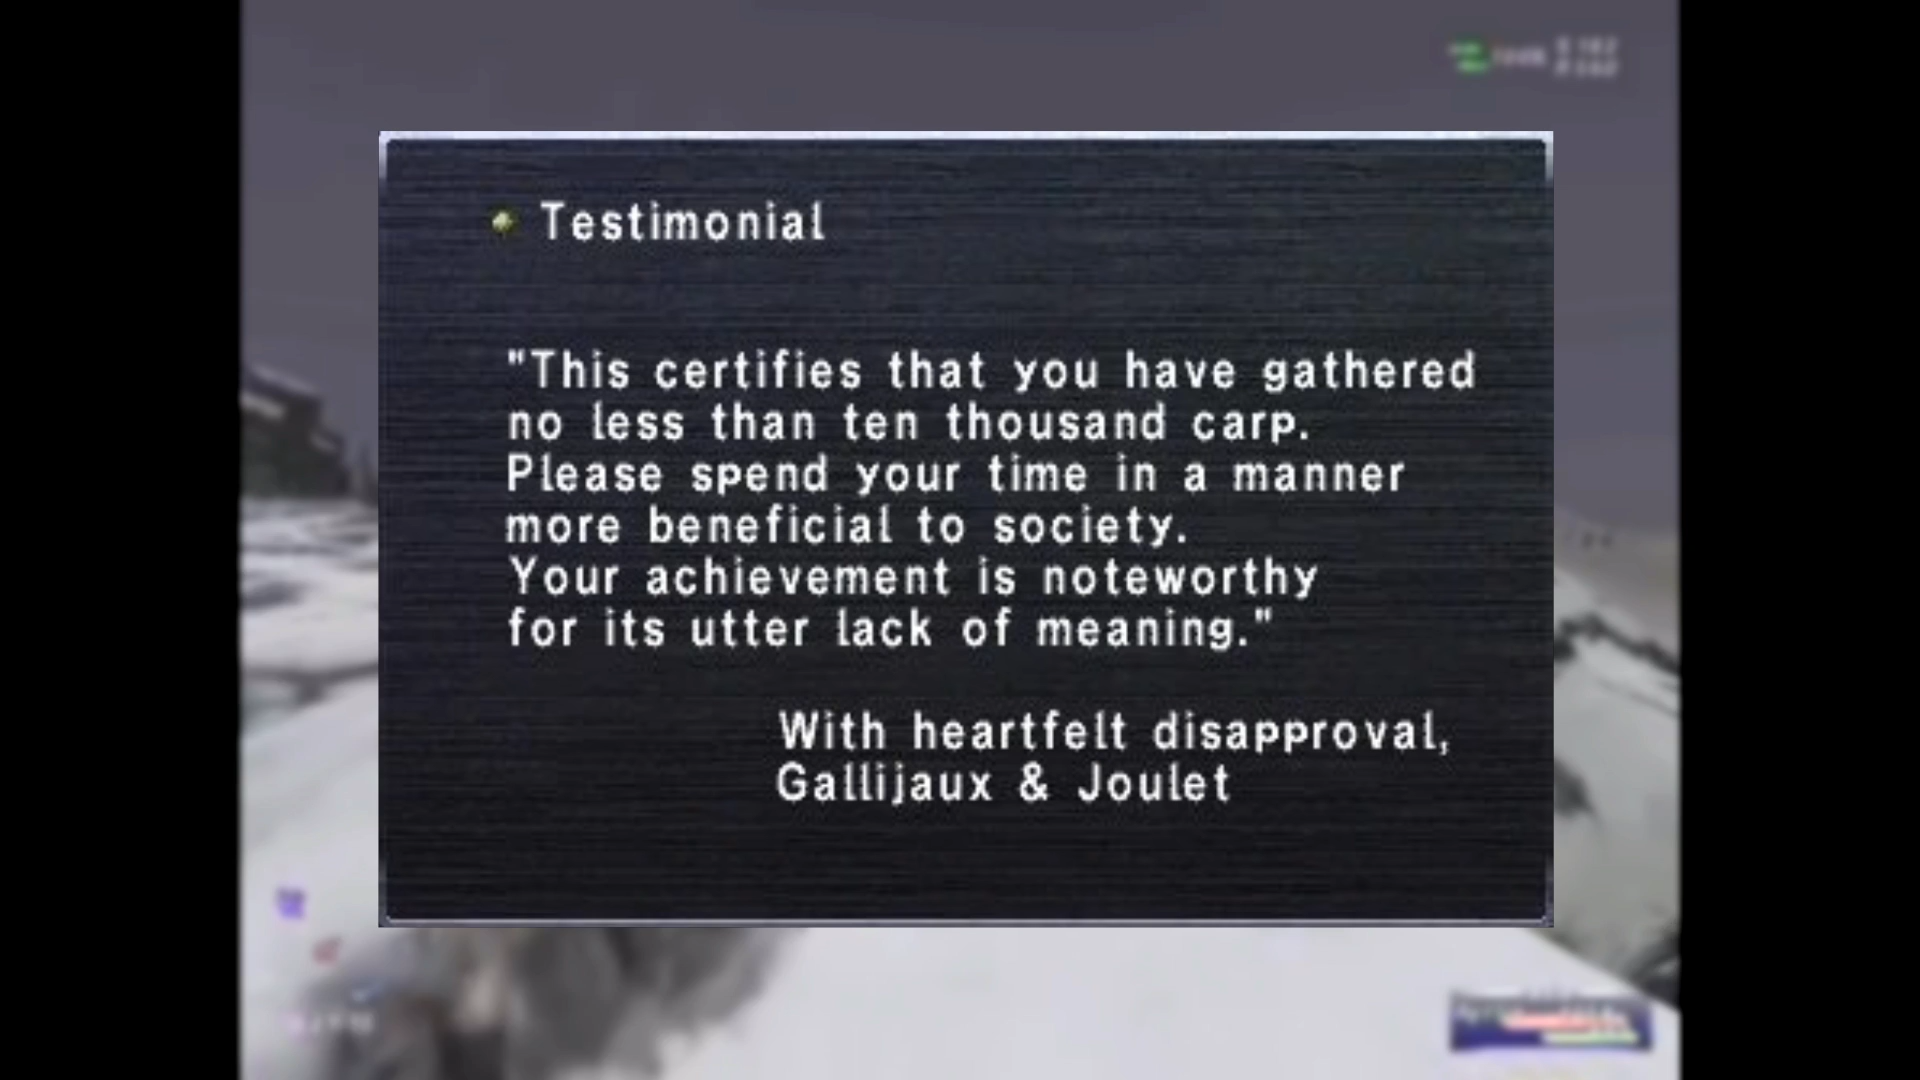 Testimonial
"This certifies that you have gathered
no less than ten thousand carp.
Please spend your time in a manner
more beneficial to society.
Your achievement is noteworthy
for its utter lack of meaning."
With heartfelt disapproval,
Gallijaux & Joulet